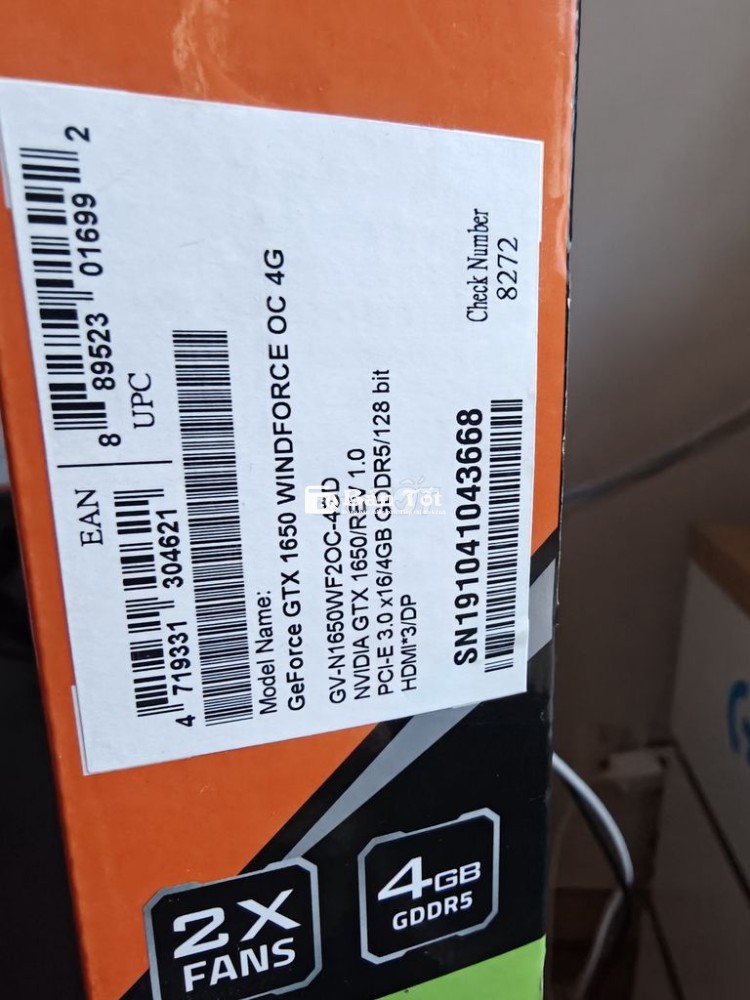 EAN
4 719331 304621
UPC
8 89523 01699 2
Model Name:
GeForce GTX 1650 WINDFORCE OC 4G
GV-N1650WF2OC-4
NVIDIA GTX 1650/REV 1.0
PCI-E 3.0 x16/4GB GDDR5/128 bit
HDMI*3/DP
SN191041043668
Check Number
8272
2X
FANS
4GB
GDDR5